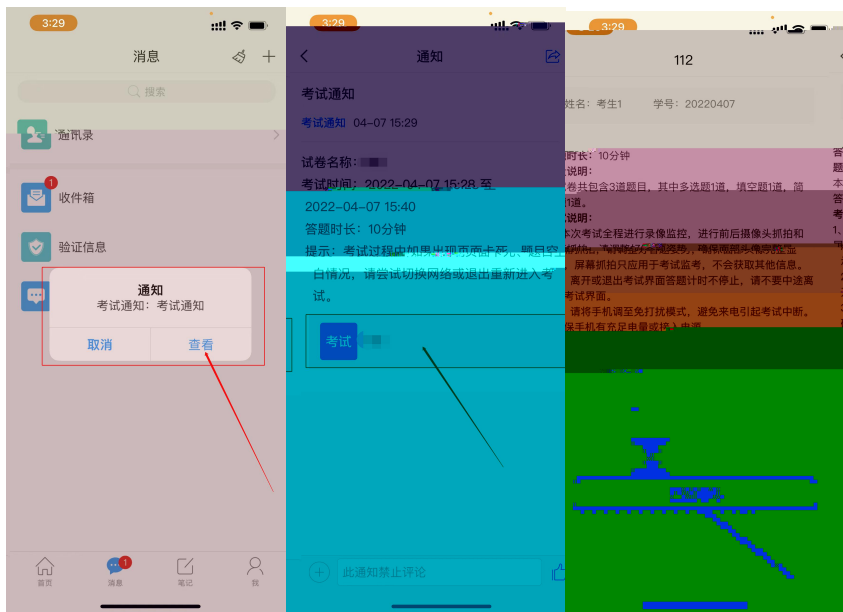 3:29
消息
搜索
通讯录
1
收件箱
验证信息
通知
考试通知：考试通知
取消
查看
1
首页
消息
笔记
我
3:29
通知
考试通知
考试通知 04-07 15:29
试卷名称：
考试时间：2022-04-07 15:28 至
2022-04-07 15:40
答题时长：10分钟
提示：考试过程中如果出现页面卡死、题目空
白情况，请尝试切换网络或退出重新进入考
试。
考试
此通知禁止评论
3:29
112
姓名：考生1 学号：20220407
时长：10分钟
说明：
卷共包含3道题目，其中多选题1道，填空题1道，简
1道。
说明：
本次考试全程进行录像监控，进行前后摄像头抓拍和
屏幕抓拍只应用于考试监考，不会获取其他信息。
离开或退出考试界面答题计时不停止，请不要中途离
考试界面。
请将手机调至免打扰模式，避免来电引起考试中断。
保手机有充足电量或接入电源
答
题
本
答
考
1、